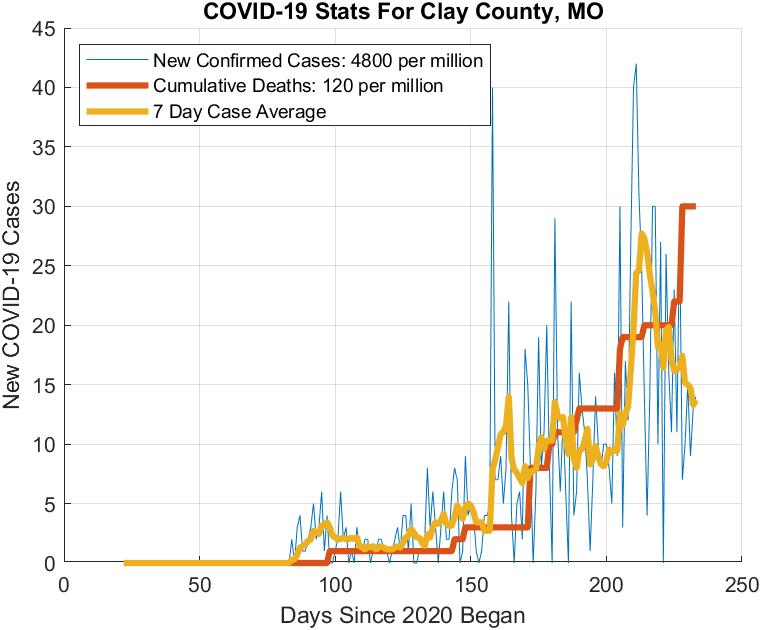 COVID-19 Stats For Clay County, MO
45
40
35
30
25
20
15
10
5
0
New COVID-19 Cases
New Confirmed Cases: 4800 per million
Cumulative Deaths: 120 per million
7 Day Case Average
0 50 100 150 200 250
Days Since 2020 Began